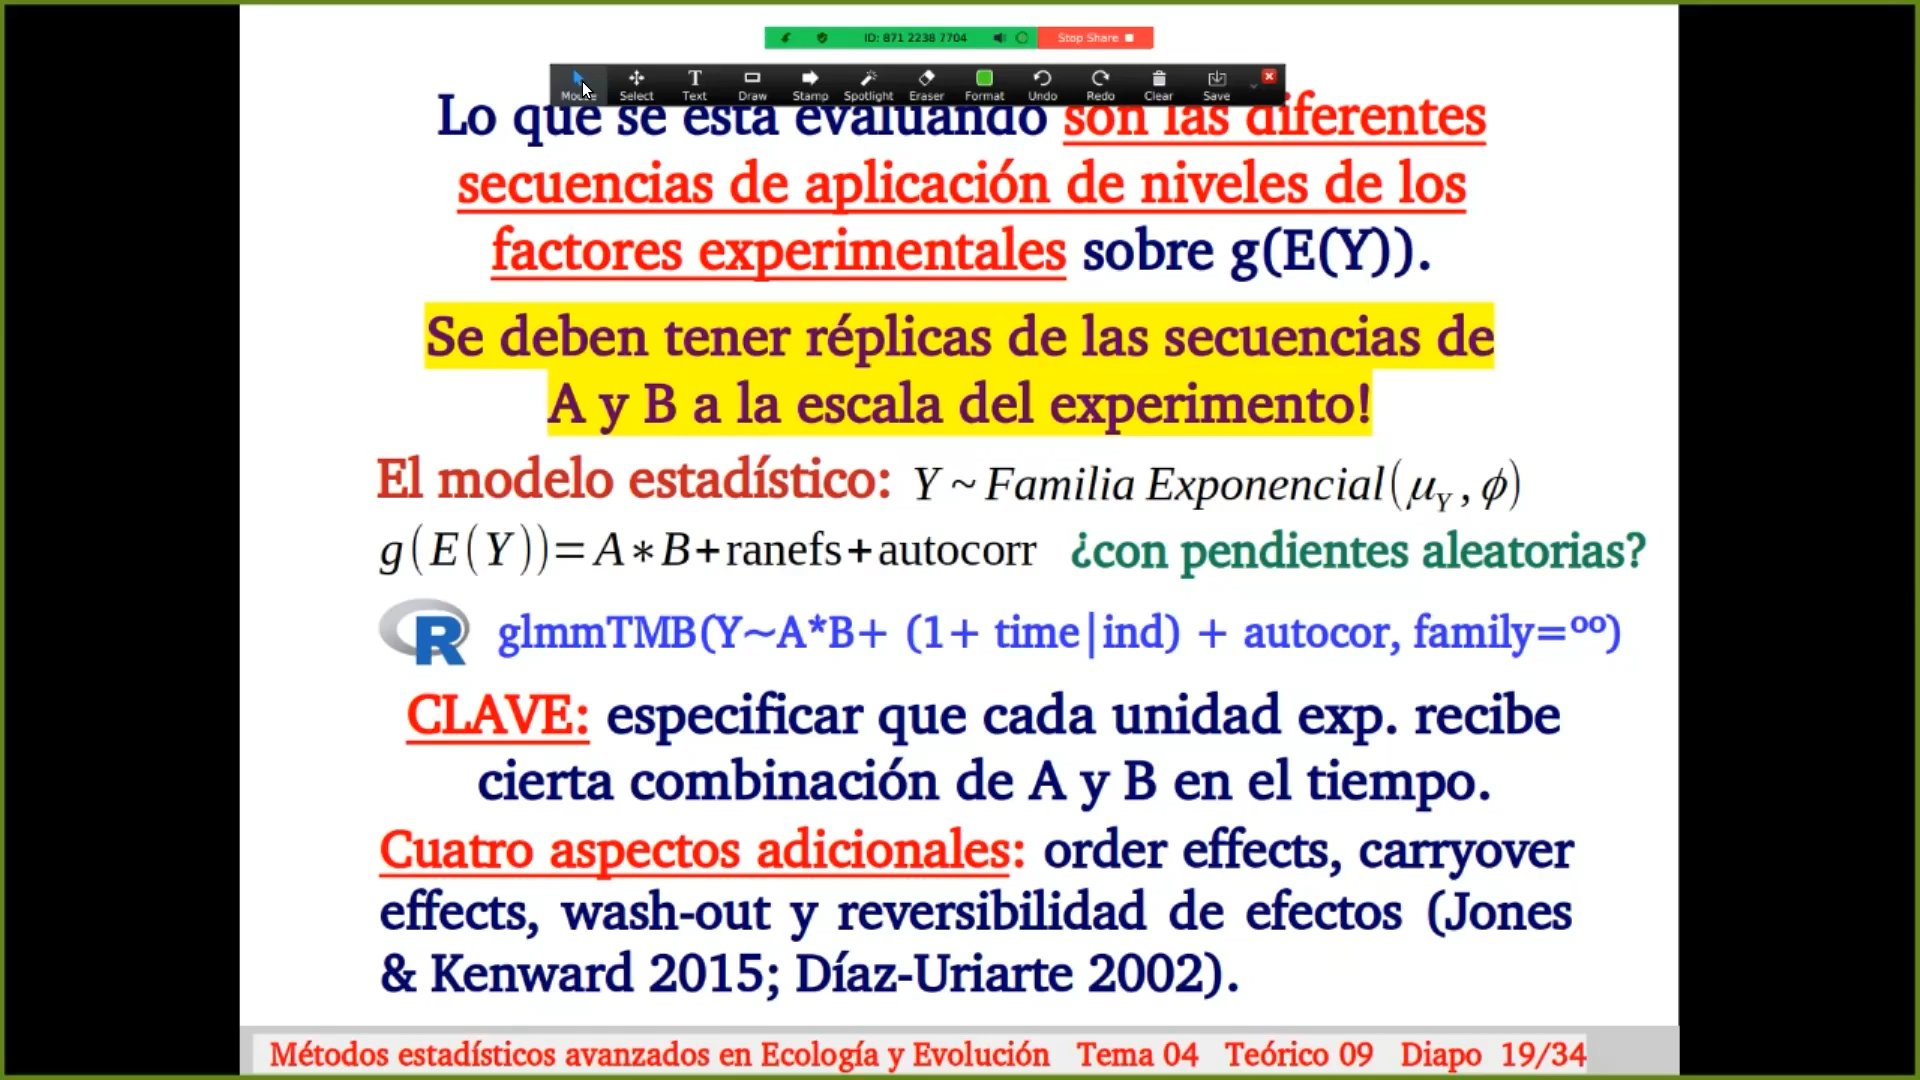 ID: 871 2238 7704 Stop Share
Mouse Select Text Draw Stamp Spotlight Eraser Format Undo Redo Clear Save
Lo que se está evaluando son las diferentes
secuencias de aplicación de niveles de los
factores experimentales sobre g(E(Y)).
Se deben tener réplicas de las secuencias de
A y B a la escala del experimento!
El modelo estadístico: Y ~ Familia Exponencial(μ_Y, ϕ)
g(E(Y))=A∗B+ranefs+autocorr ¿con pendientes aleatorias?
R glmmTMB(Y~A*B+ (1+ time|ind) + autocor, family=ºº)
CLAVE: especificar que cada unidad exp. recibe
cierta combinación de A y B en el tiempo.
Cuatro aspectos adicionales: order effects, carryover
effects, wash-out y reversibilidad de efectos (Jones
& Kenward 2015; Díaz-Uriarte 2002).
Métodos estadísticos avanzados en Ecología y Evolución Tema 04 Teórico 09 Diapo 19/34